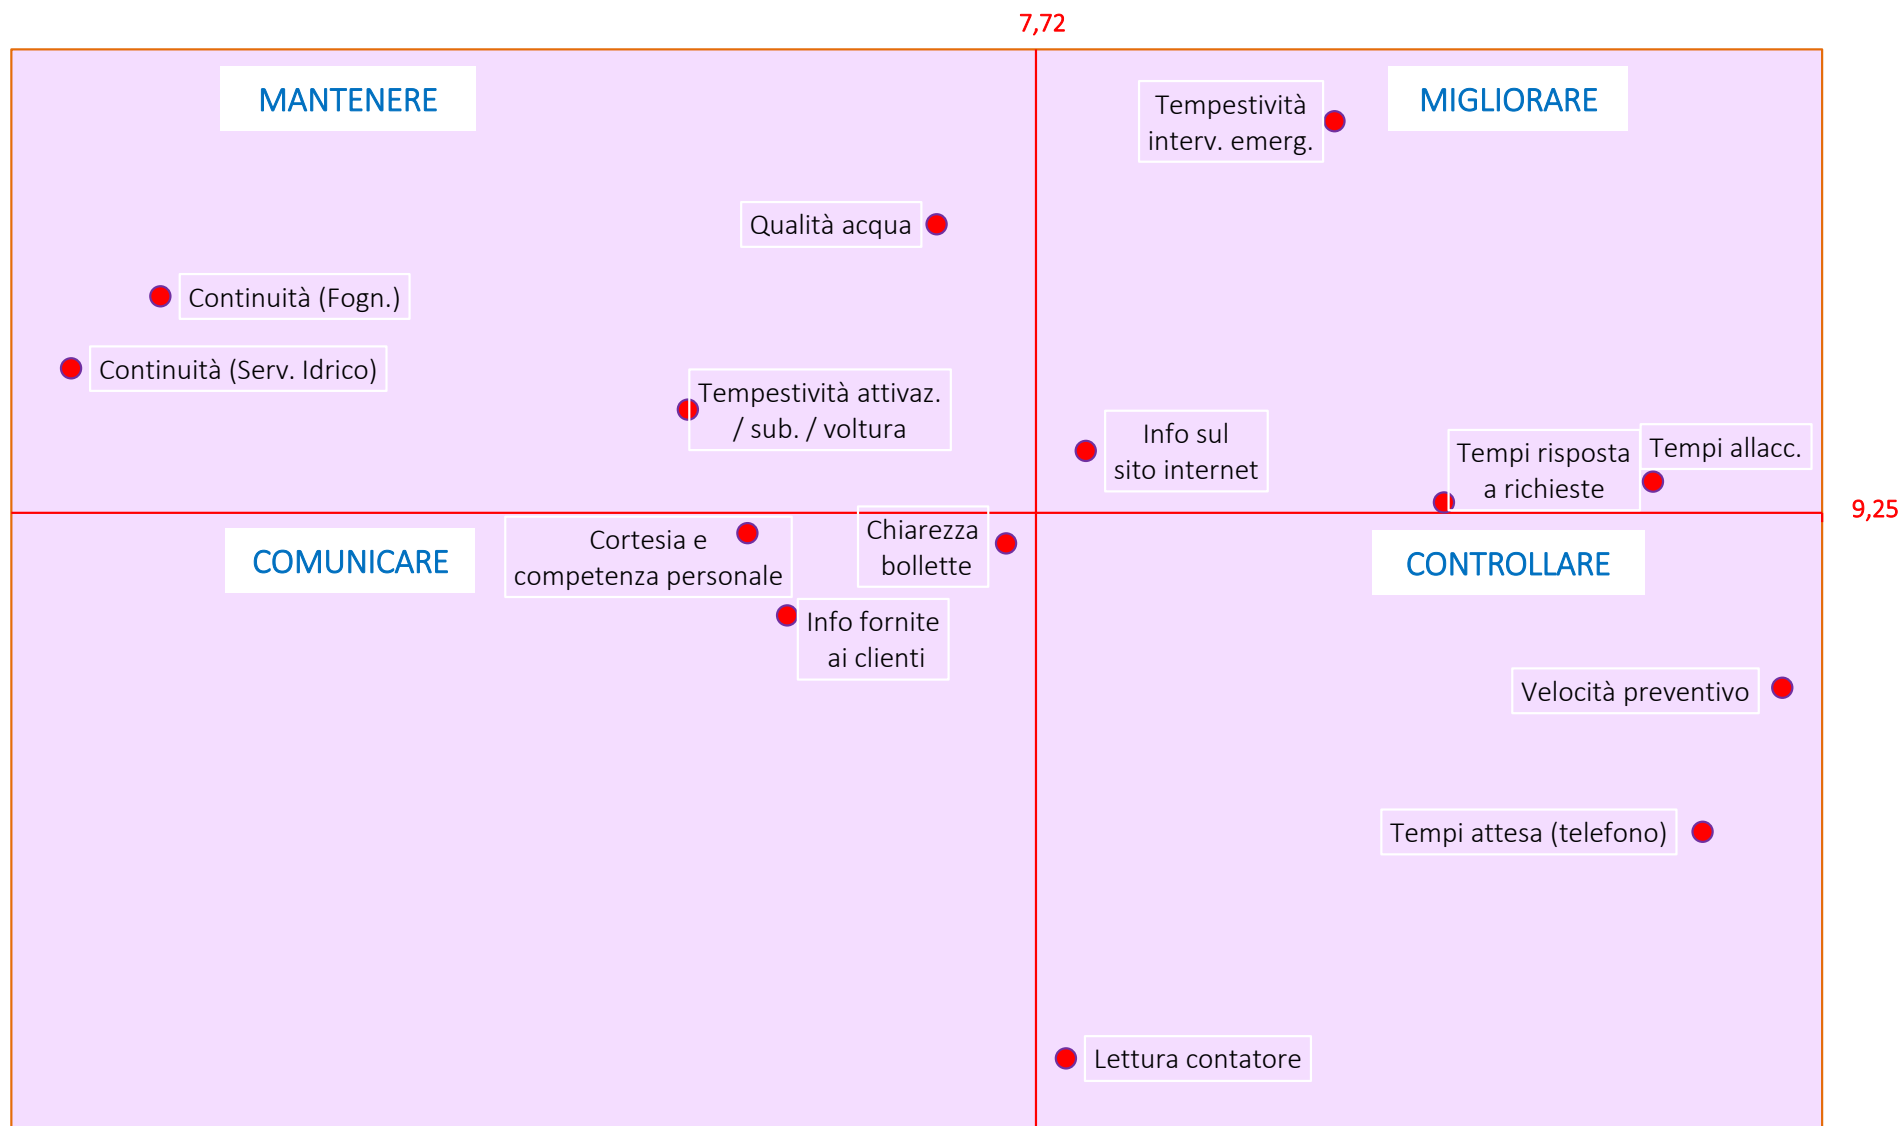 7,72
MANTENERE
MIGLIORARE
Tempestività
interv. emerg.
Qualità acqua
Continuità (Fogn.)
Continuità (Serv. Idrico)
Tempestività attivaz.
/ sub. / voltura
Info sul
sito internet
Tempi risposta
a richieste
Tempi allacc.
9,25
COMUNICARE
Cortesia e
competenza personale
Chiarezza
bollette
CONTROLLARE
Info fornite
ai clienti
Velocità preventivo
Tempi attesa (telefono)
Lettura contatore